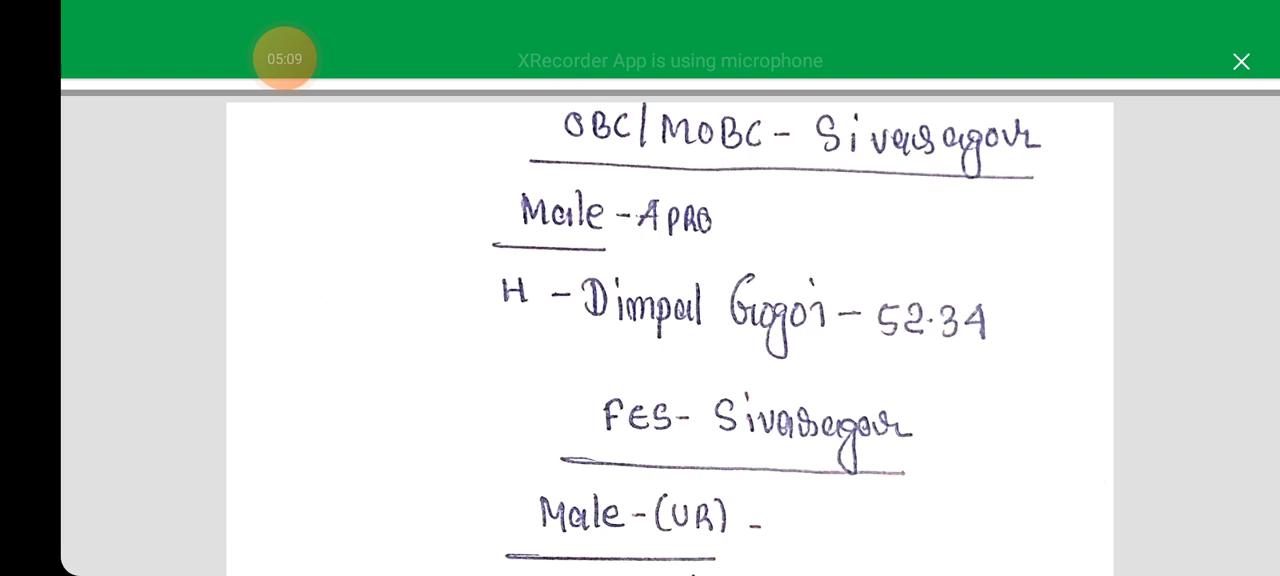 05:09
XRecorder App is using microphone
OBC/MOBC - Sivasagar
Male - APRO
H - Dimpal Gogoi - 52.34
FES - Sivasagar
Male - (UR) -